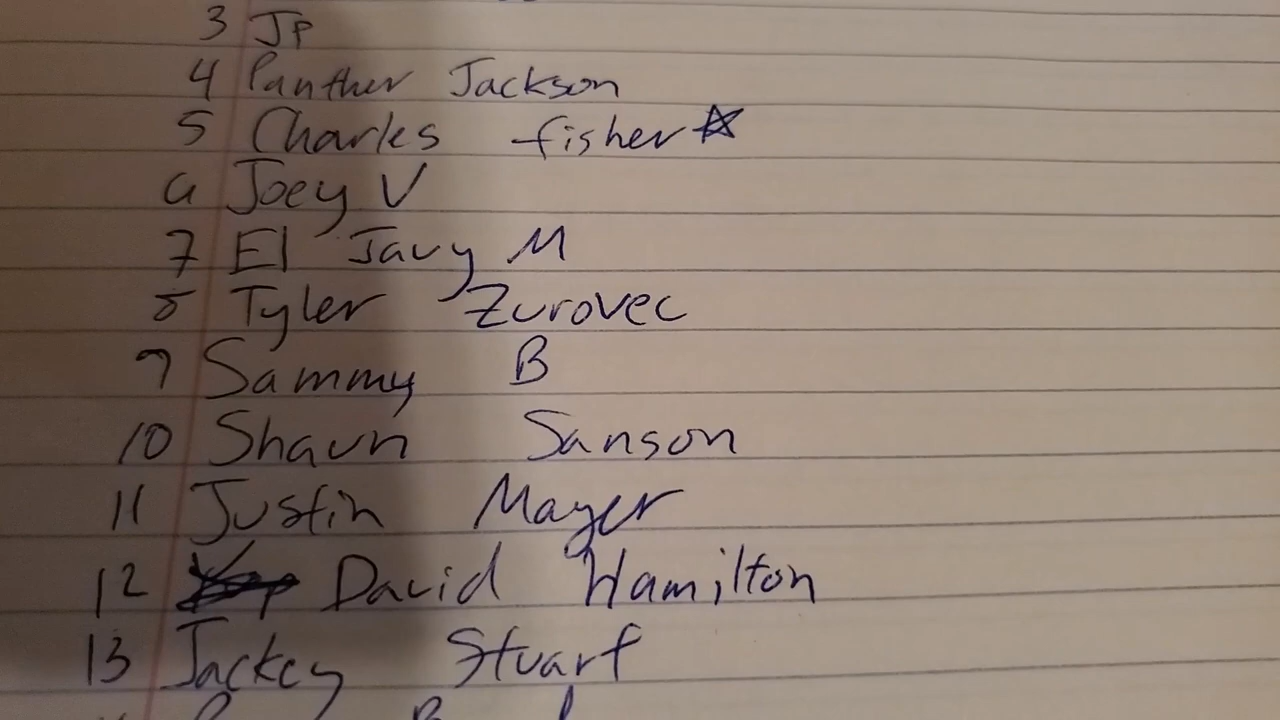 3 JP
4 Panther Jackson
5 Charles fisher
6 Joey V
7 El Javy M
8 Tyler Zurovec
9 Sammy B
10 Shaun Sanson
11 Justin Mayer
12 David Hamilton
13 Jackey Stuart